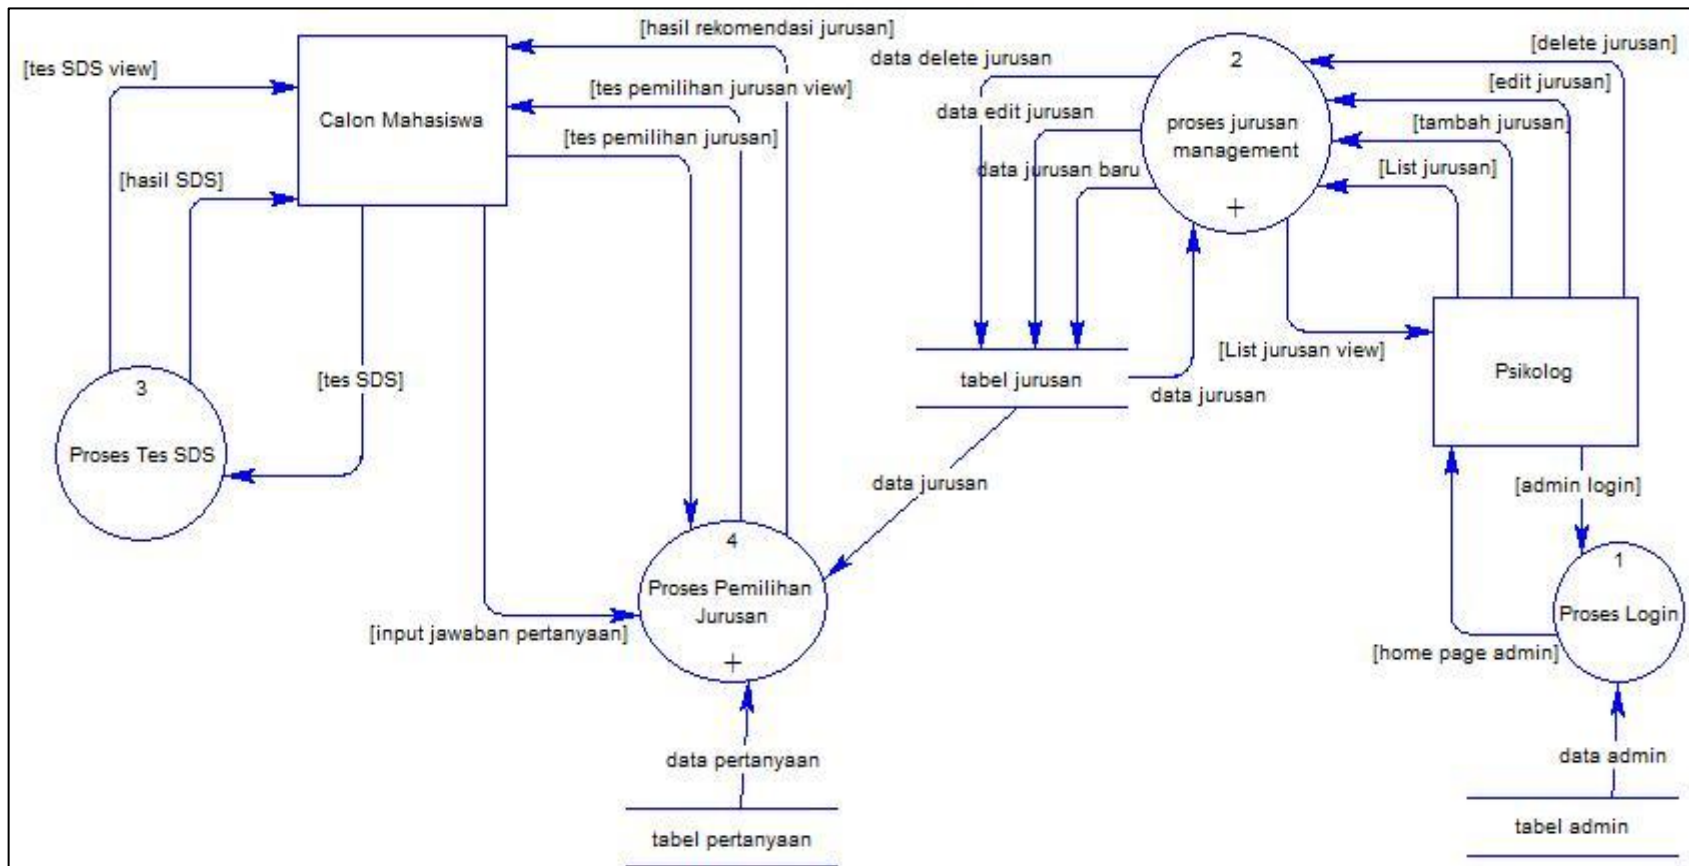 [hasil rekomendasi jurusan]
[tes SDS view]
[tes pemilihan jurusan view]
Calon Mahasiswa
[tes pemilihan jurusan]
[hasil SDS]
[tes SDS]
3
Proses Tes SDS
[input jawaban pertanyaan]
4
Proses Pemilihan
Jurusan
+
data pertanyaan
tabel pertanyaan
data delete jurusan
data edit jurusan
data jurusan baru
2
proses jurusan
management
+
[delete jurusan]
[edit jurusan]
[tambah jurusan]
[List jurusan]
[List jurusan view]
tabel jurusan
data jurusan
data jurusan
Psikolog
[admin login]
1
Proses Login
[home page admin]
data admin
tabel admin